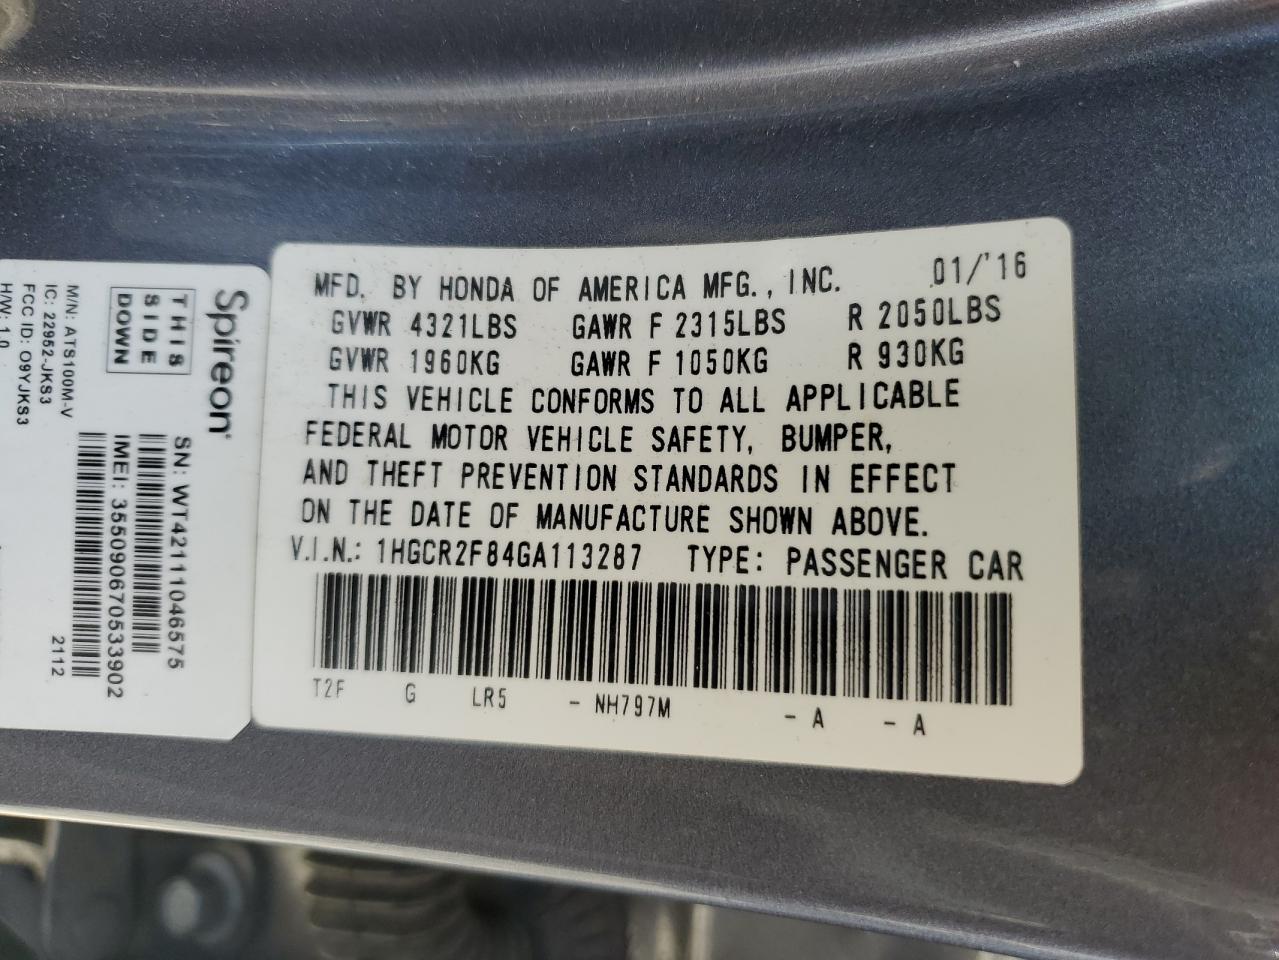 MFD. BY HONDA OF AMERICA MFG., INC. 01/'16
GVWR 4321LBS GAWR F 2315LBS R 2050LBS
GVWR 1960KG GAWR F 1050KG R 930KG
THIS VEHICLE CONFORMS TO ALL APPLICABLE
FEDERAL MOTOR VEHICLE SAFETY, BUMPER,
AND THEFT PREVENTION STANDARDS IN EFFECT
ON THE DATE OF MANUFACTURE SHOWN ABOVE.
V.I.N.: 1HGCR2F84GA113287 TYPE: PASSENGER CAR
T2F G LR5 - NH797M - A - A
Spireon
THIS
SIDE
DOWN
SN: WT42111046575
IMEI: 355090670533902
2112
M/N: ATS100M-V
IC: 22952-JKS3
FCC ID: O9YJKS3
H/W: 1.0